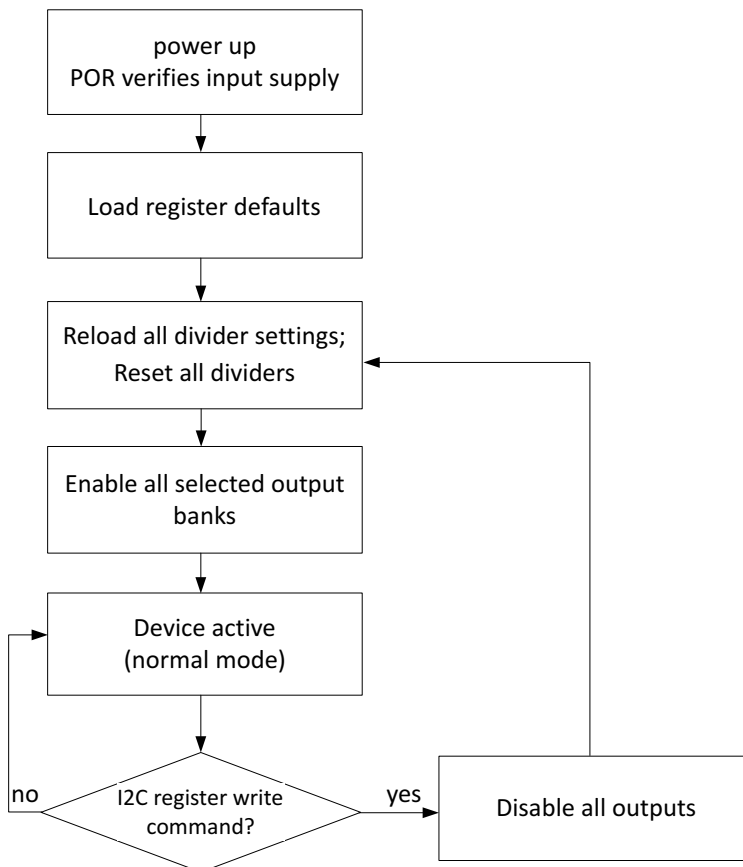 power up
POR verifies input supply
Load register defaults
Reload all divider settings;
Reset all dividers
Enable all selected output
banks
Device active
(normal mode)
no
I2C register write
command?
yes
Disable all outputs